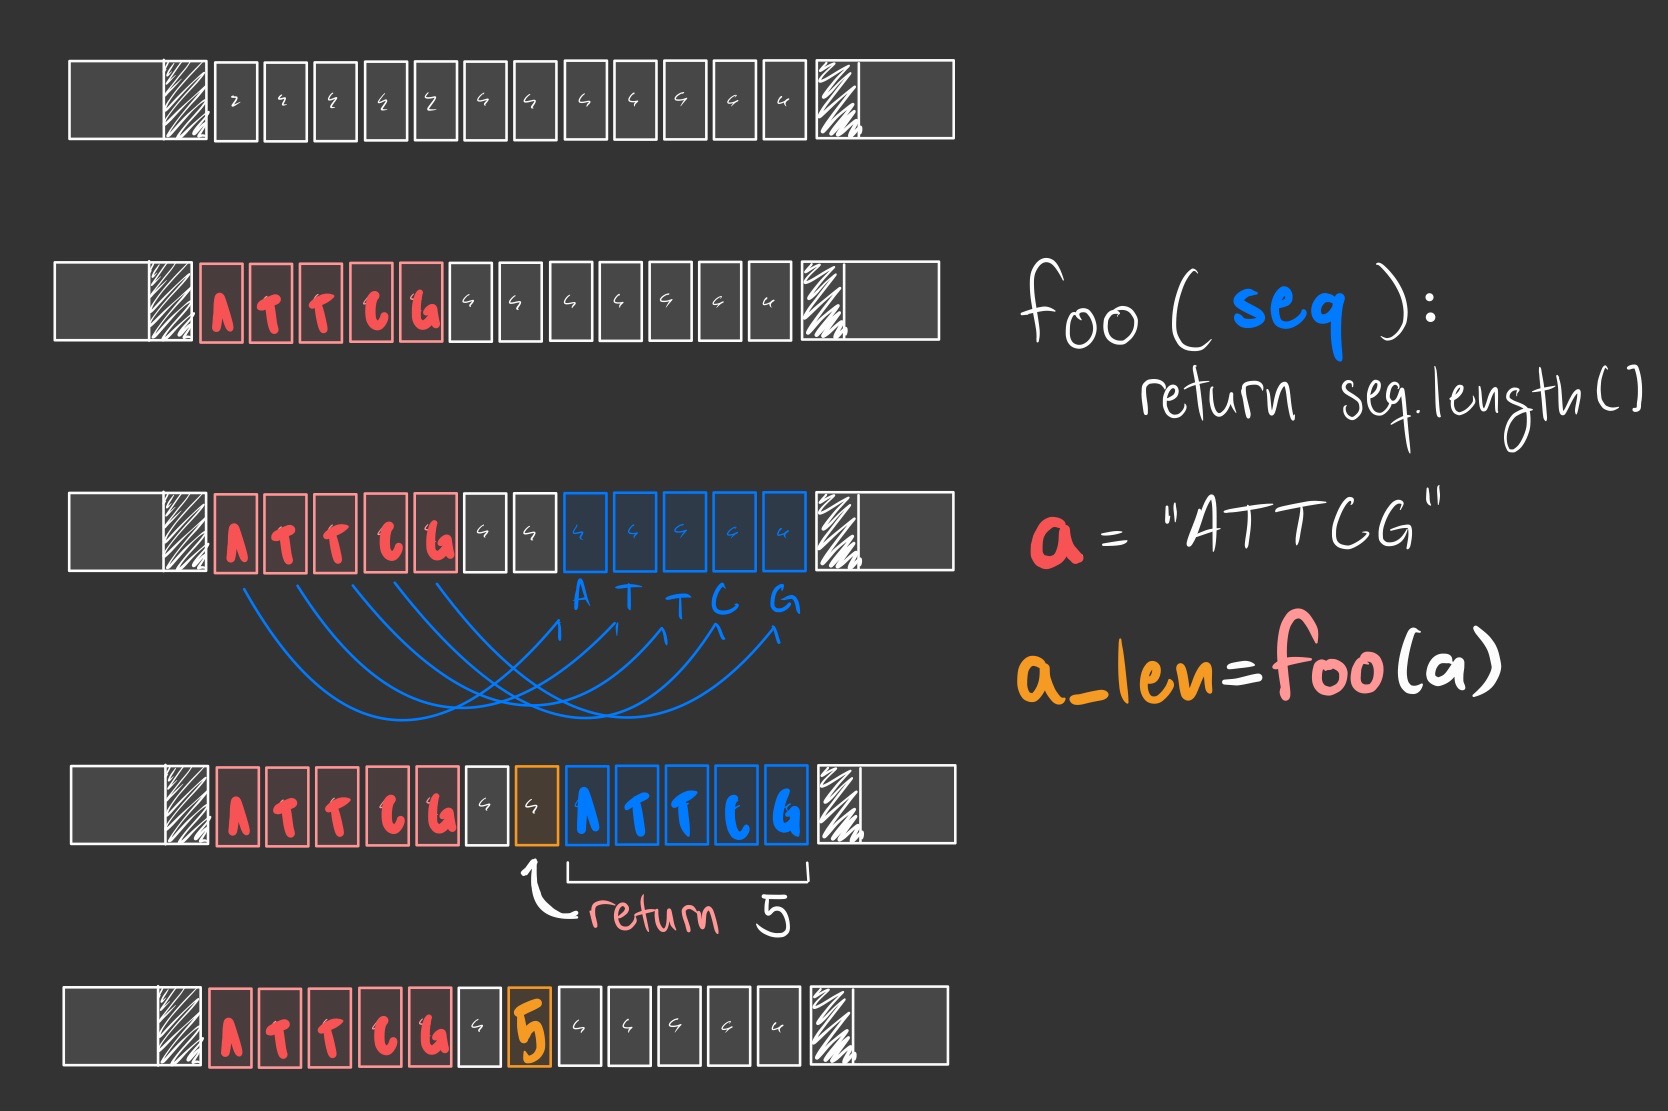 A T T C G
foo ( seq ):
return seq.length()
A T T C G
a = "ATTCG"
A T T C G
a_len=foo(a)
A T T C G A T T C G
return 5
A T T C G 5